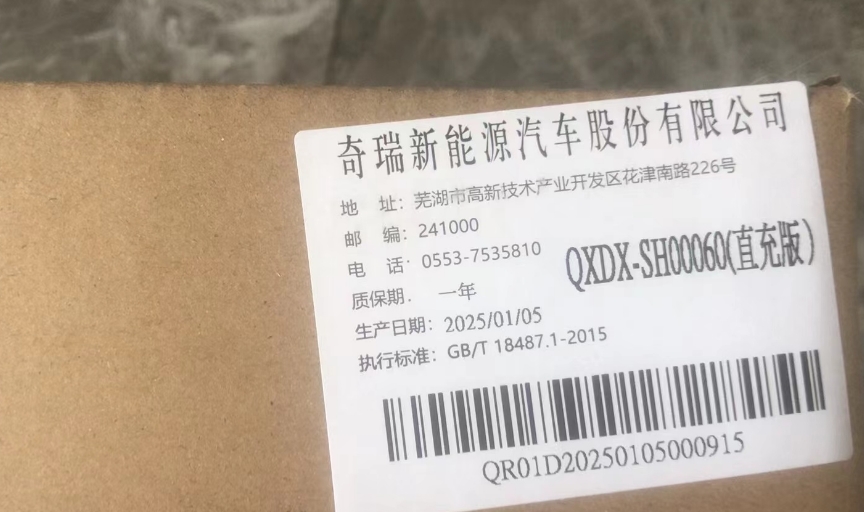 奇瑞新能源汽车股份有限公司
地 址：芜湖市高新技术产业开发区花津南路226号
邮 编：241000
电 话：0553-7535810
QXDX-SH00060(直充版)
质保期. 一年
生产日期：2025/01/05
执行标准：GB/T 18487.1-2015
QR01D20250105000915